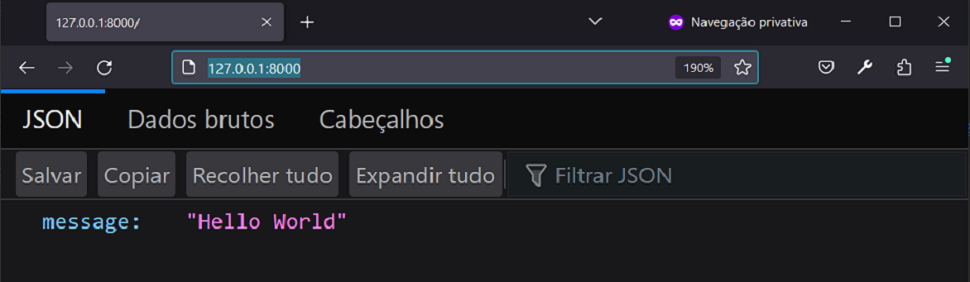 127.0.0.1:8000/
Navegação privativa
127.0.0.1:8000
190%
JSON Dados brutos Cabeçalhos
Salvar Copiar Recolher tudo Expandir tudo Filtrar JSON
message: "Hello World"